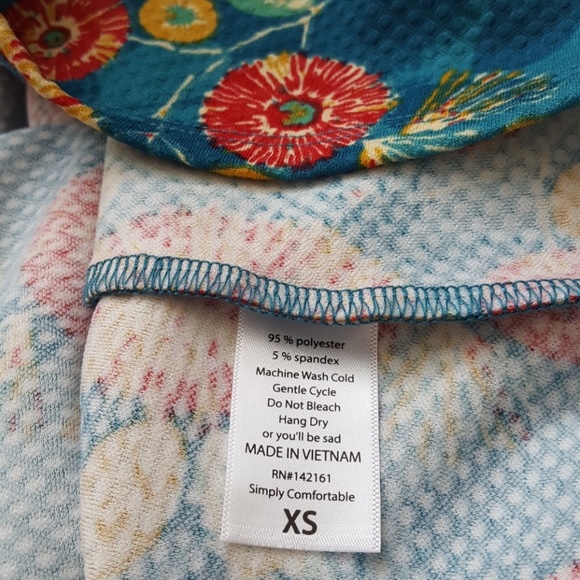 95 % polyester
5 % spandex
Machine Wash Cold
Gentle Cycle
Do Not Bleach
Hang Dry
or you'll be sad
MADE IN VIETNAM
RN#142161
Simply Comfortable
XS